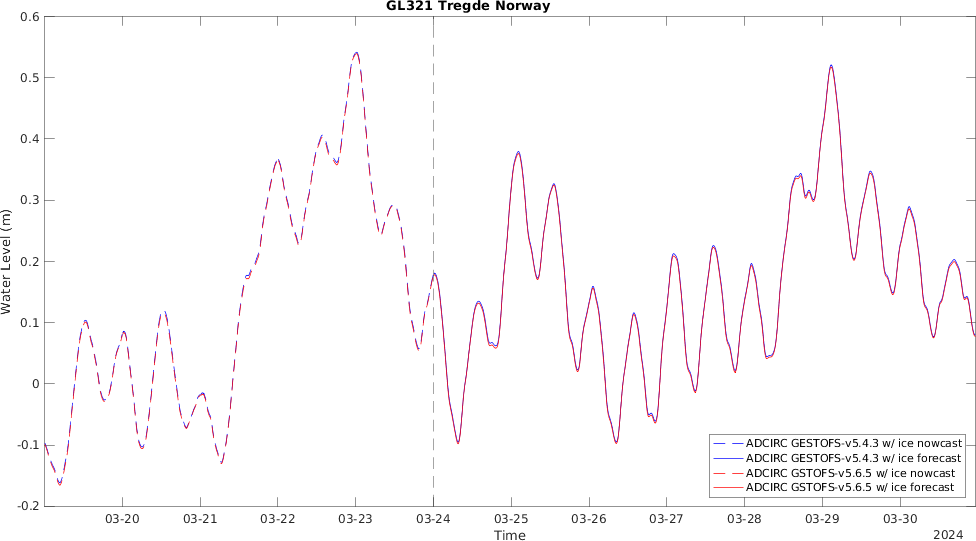 GL321 Tregde Norway
0.6
0.5
0.4
0.3
0.2
0.1
0
-0.1
-0.2
Water Level (m)
ADCIRC GESTOFS-v5.4.3 w/ ice nowcast
ADCIRC GESTOFS-v5.4.3 w/ ice forecast
ADCIRC GSTOFS-v5.6.5 w/ ice nowcast
ADCIRC GSTOFS-v5.6.5 w/ ice forecast
03-20 03-21 03-22 03-23 03-24 03-25 03-26 03-27 03-28 03-29 03-30
Time
2024